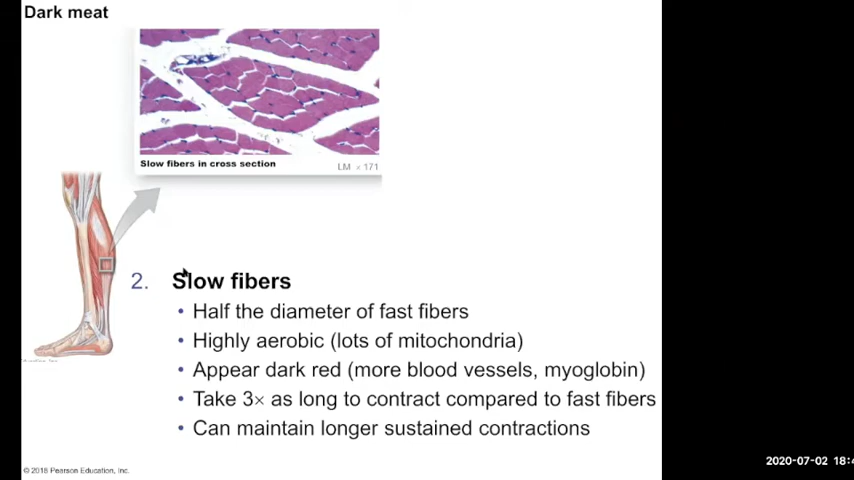 Dark meat
Slow fibers in cross section
LM × 171
2. Slow fibers
• Half the diameter of fast fibers
• Highly aerobic (lots of mitochondria)
• Appear dark red (more blood vessels, myoglobin)
• Take 3× as long to contract compared to fast fibers
• Can maintain longer sustained contractions
© 2018 Pearson Education, Inc.
2020-07-02 18:4